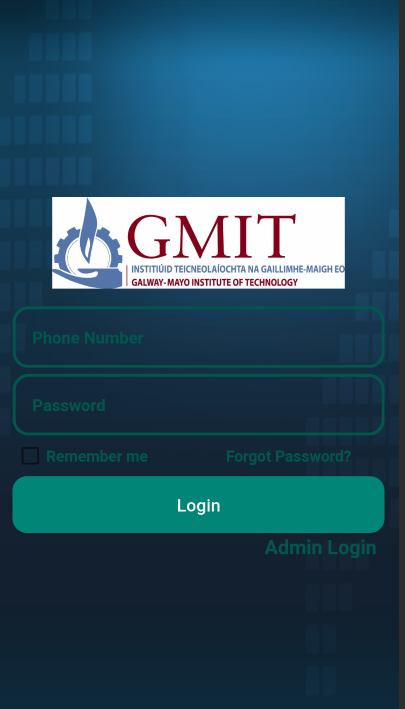 GMIT
INSTITIÚID TEICNEOLAÍOCHTA NA GAILLIMHE-MAIGH EO
GALWAY-MAYO INSTITUTE OF TECHNOLOGY
Phone Number
Password
Remember me
Forgot Password?
Login
Admin Login